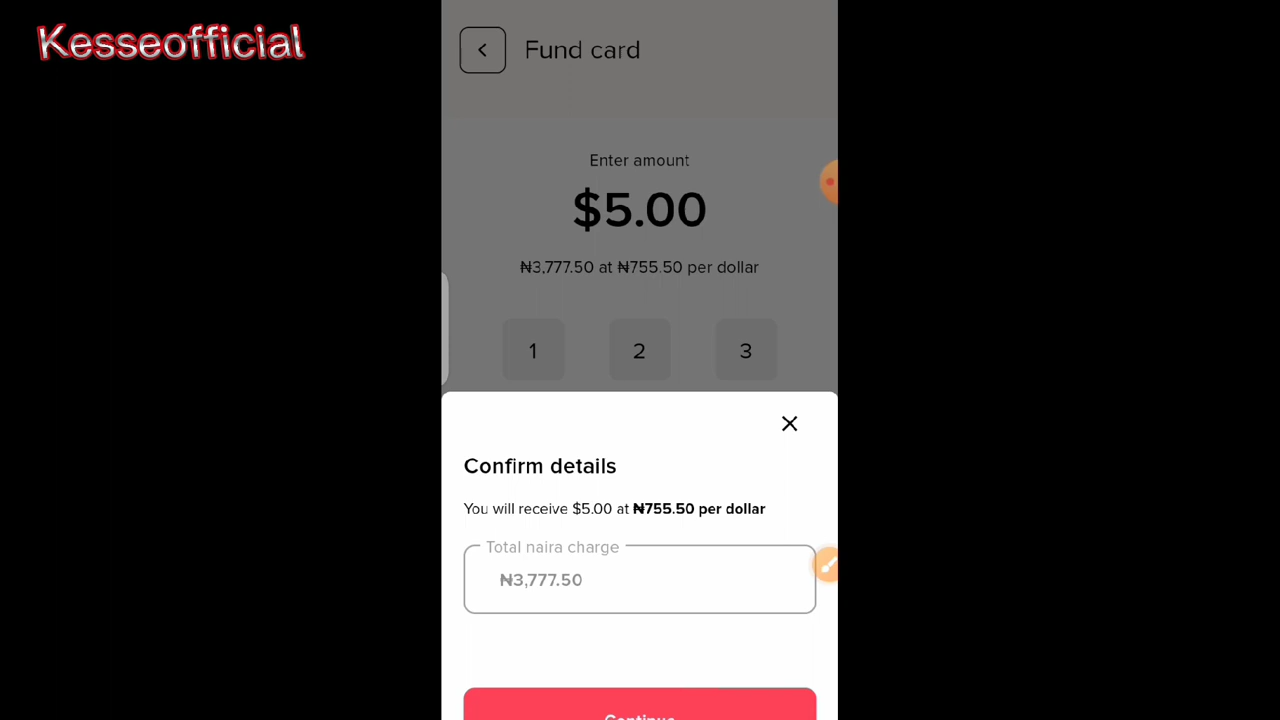 Kesseofficial
Fund card
Enter amount
$5.00
₦3,777.50 at ₦755.50 per dollar
1 2 3
Confirm details
You will receive $5.00 at ₦755.50 per dollar
Total naira charge
₦3,777.50
Continue